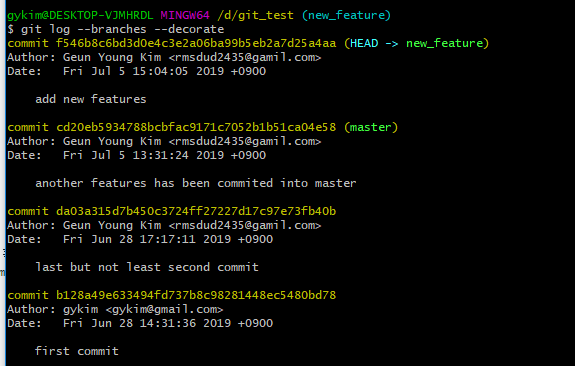 gykim@DESKTOP-VJMHRDL MINGW64 /d/git_test (new_feature)
$ git log --branches --decorate
commit f546b8c6bd3d0e4c3e2a06ba99b5eb2a7d25a4aa (HEAD -> new_feature)
Author: Geun Young Kim <rmsdud2435@gamil.com>
Date:   Fri Jul 5 15:04:05 2019 +0900
add new features
commit cd20eb5934788bcbfac9171c7052b1b51ca04e58 (master)
Author: Geun Young Kim <rmsdud2435@gamil.com>
Date:   Fri Jul 5 13:31:24 2019 +0900
another features has been commited into master
commit da03a315d7b450c3724ff27227d17c97e73fb40b
Author: Geun Young Kim <rmsdud2435@gamil.com>
Date:   Fri Jun 28 17:17:11 2019 +0900
last but not least second commit
commit b128a49e633494fd737b8c98281448ec5480bd78
Author: gykim <gykim@gmail.com>
Date:   Fri Jun 28 14:31:36 2019 +0900
first commit